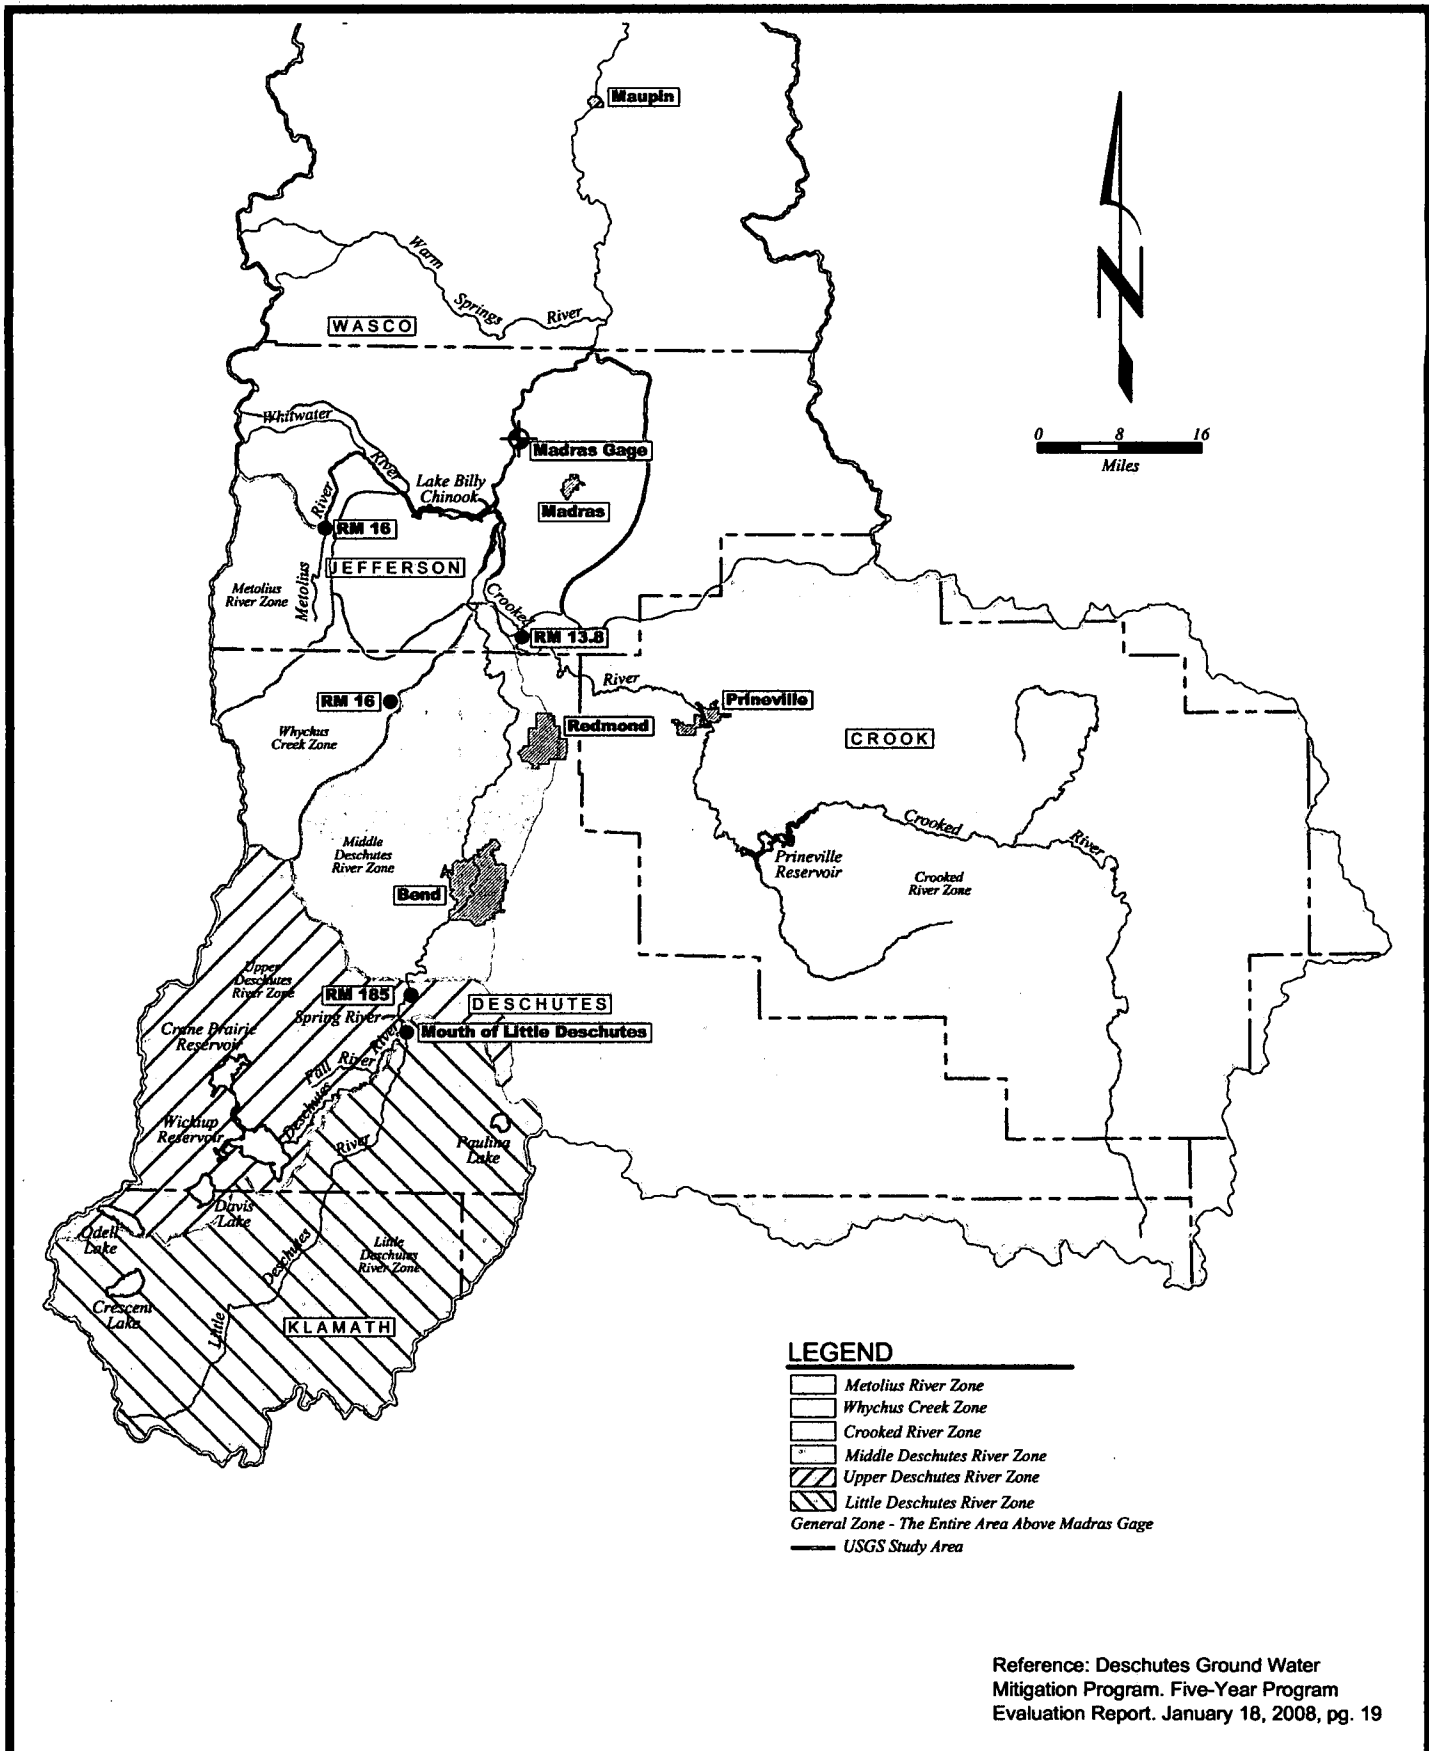 Maupin
Warm
Springs
River
WASCO
N
Whitwater
River
Madras Gage
0 8 16
Miles
Lake Billy
Chinook
Madras
River
RM 16
JEFFERSON
Metolius
River Zone
Metolius
Crooked
RM 13.8
River
RM 16
Prineville
Redmond
Whychus
Creek Zone
CROOK
Middle
Deschutes
River Zone
Crooked
River
Prineville
Reservoir
Bend
Crooked
River Zone
Upper
Deschutes
River Zone
RM 185
DESCHUTES
Spring River
Crane Prairie
Reservoir
River
Mouth of Little Deschutes
Fall River
Deschutes
Wickiup
Reservoir
River
Paulina
Lake
Davis
Lake
Odell
Lake
Deschutes
Little
Deschutes
River Zone
Crescent
Lake
Little
KLAMATH
LEGEND
Metolius River Zone
Whychus Creek Zone
Crooked River Zone
Middle Deschutes River Zone
Upper Deschutes River Zone
Little Deschutes River Zone
General Zone - The Entire Area Above Madras Gage
USGS Study Area
Reference: Deschutes Ground Water
Mitigation Program. Five-Year Program
Evaluation Report. January 18, 2008, pg. 19